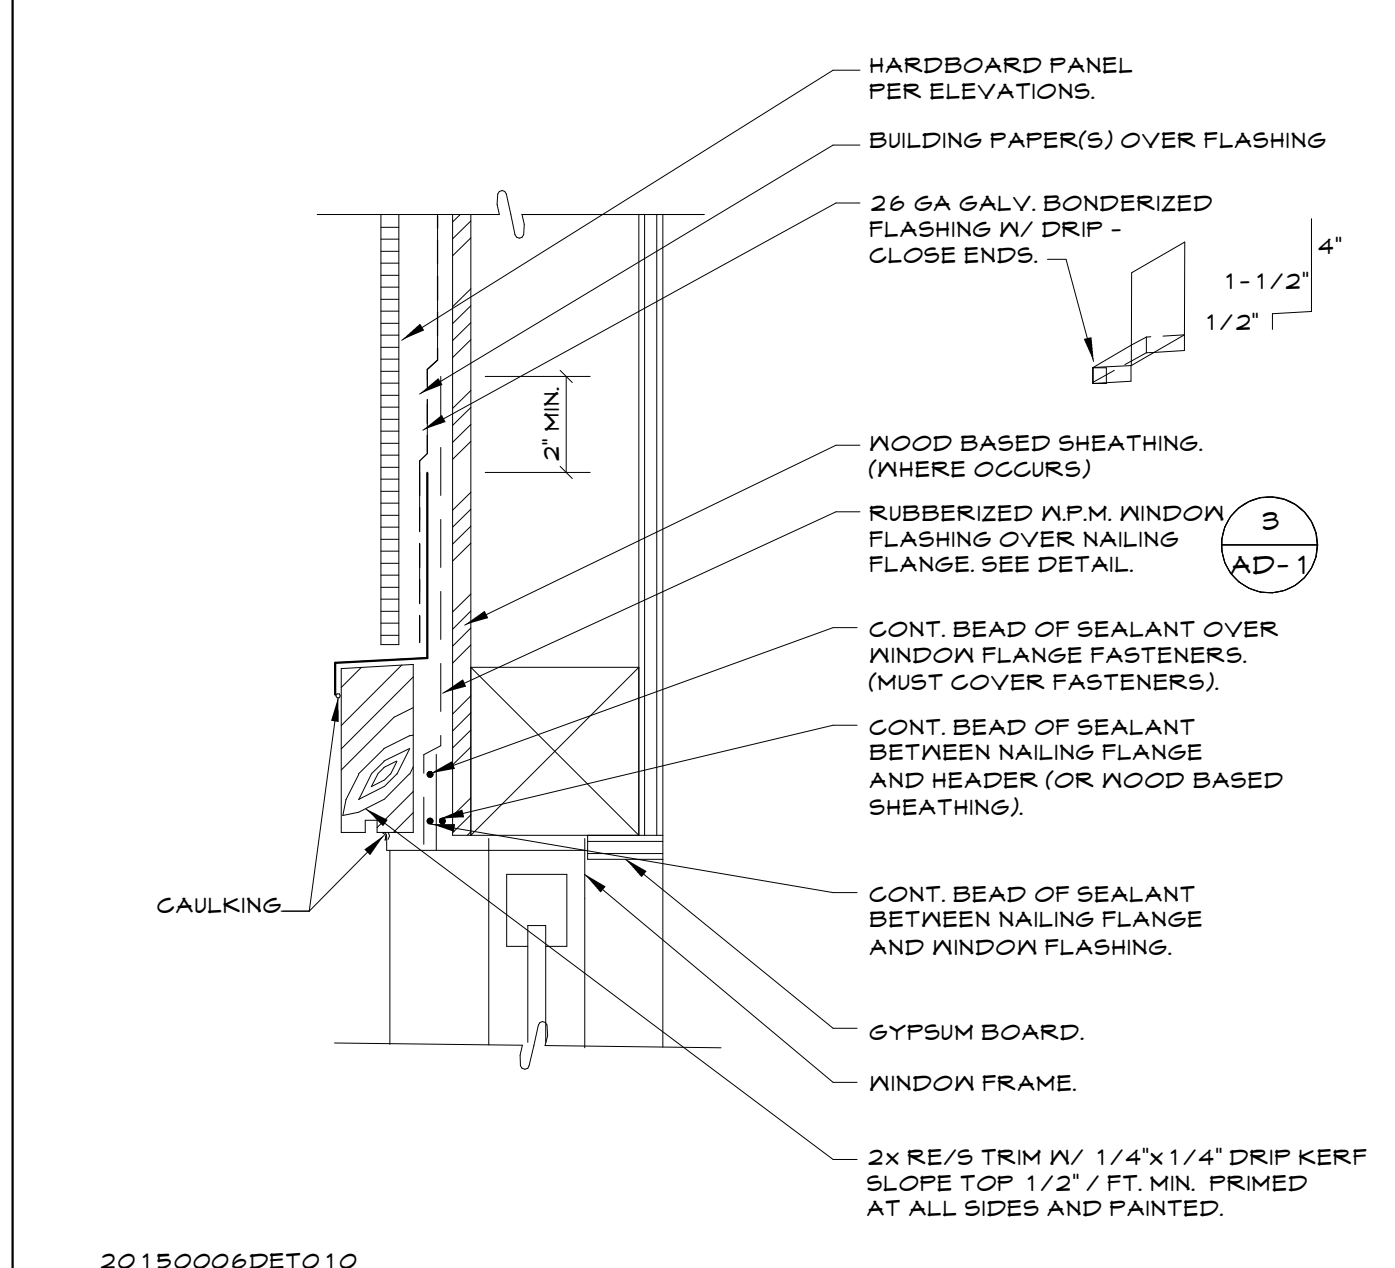 HARDBOARD PANEL
PER ELEVATIONS.
BUILDING PAPER(S) OVER FLASHING
26 GA GALV. BONDERIZED
FLASHING W/ DRIP -
CLOSE ENDS.
4"
1-1/2"
1/2"
2" MIN.
WOOD BASED SHEATHING.
(WHERE OCCURS)
RUBBERIZED W.P.M. WINDOW
FLASHING OVER NAILING
FLANGE. SEE DETAIL.
3
AD-1
CONT. BEAD OF SEALANT OVER
WINDOW FLANGE FASTENERS.
(MUST COVER FASTENERS).
CONT. BEAD OF SEALANT
BETWEEN NAILING FLANGE
AND HEADER (OR WOOD BASED
SHEATHING).
CAULKING
CONT. BEAD OF SEALANT
BETWEEN NAILING FLANGE
AND WINDOW FLASHING.
GYPSUM BOARD.
WINDOW FRAME.
2x RE/S TRIM W/ 1/4"x1/4" DRIP KERF
SLOPE TOP 1/2" / FT. MIN. PRIMED
AT ALL SIDES AND PAINTED.
20150006DET010